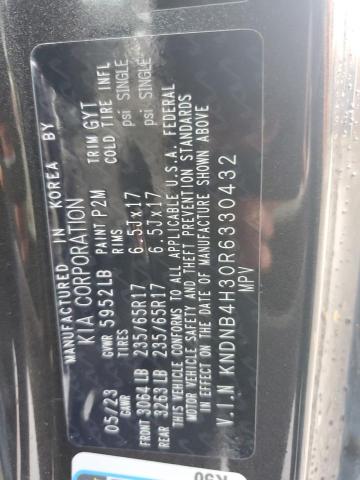 MANUFACTURED IN KOREA BY
KIA CORPORATION
05/23 GVWR 5952LB PAINT P2M TRIM GYT
GAWR TIRES RIMS COLD TIRE INFL
FRONT 3064LB 235/65R17 6.5Jx17 psi SINGLE
REAR 3263LB 235/65R17 6.5Jx17 psi SINGLE
THIS VEHICLE CONFORMS TO ALL APPLICABLE U.S.A. FEDERAL
MOTOR VEHICLE SAFETY AND THEFT PREVENTION STANDARDS
IN EFFECT ON THE DATE OF MANUFACTURE SHOWN ABOVE
V.I.N KNDNB4H30R6330432
MPV